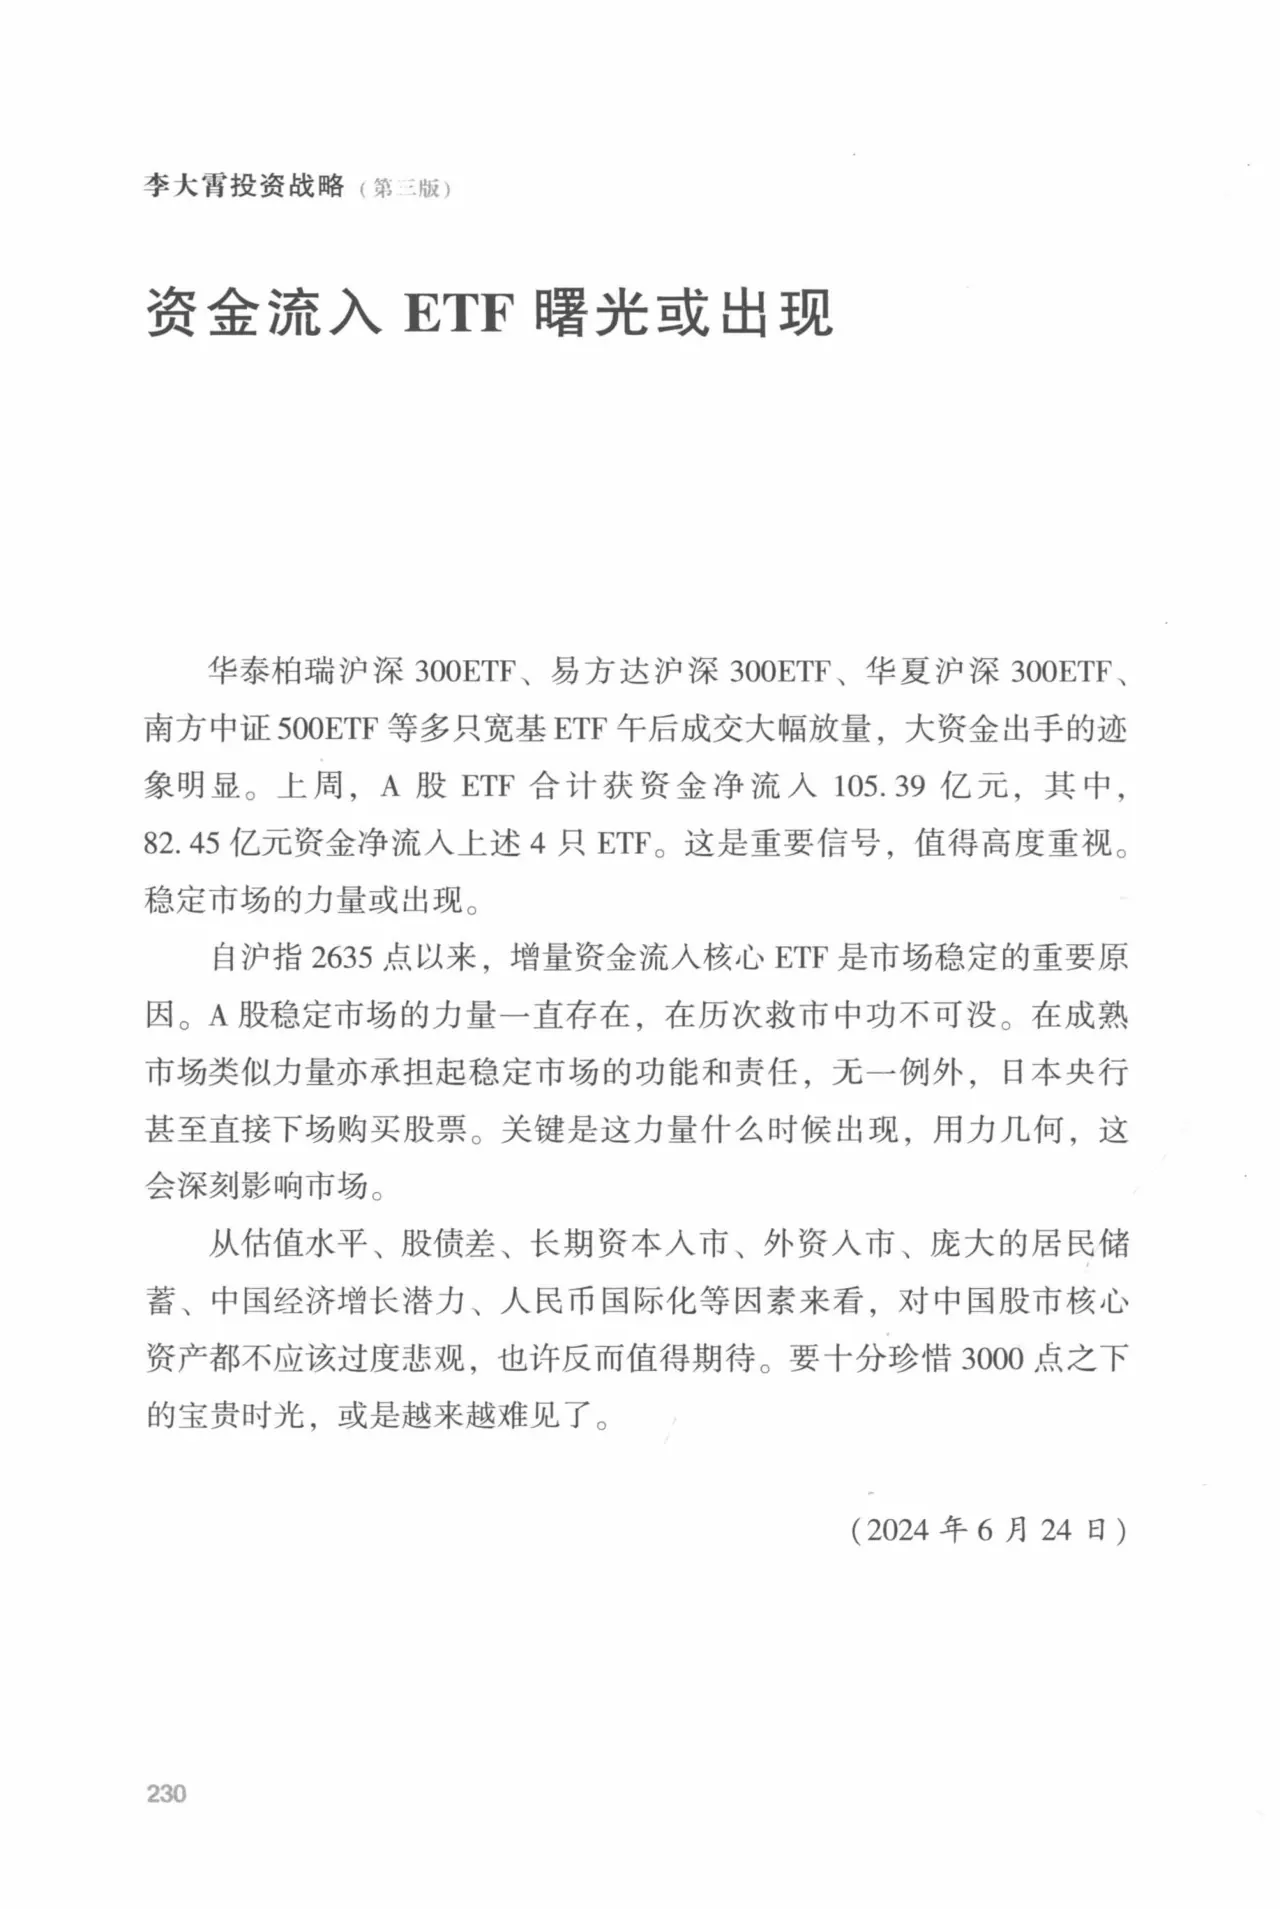 李大霄投资战略（第三版）
资金流入 ETF 曙光或出现
华泰柏瑞沪深 300ETF、易方达沪深 300ETF、华夏沪深 300ETF、
南方中证 500ETF 等多只宽基 ETF 午后成交大幅放量，大资金出手的迹
象明显。上周，A 股 ETF 合计获资金净流入 105.39 亿元，其中，
82.45 亿元资金净流入上述 4 只 ETF。这是重要信号，值得高度重视。
稳定市场的力量或出现。
自沪指 2635 点以来，增量资金流入核心 ETF 是市场稳定的重要原
因。A 股稳定市场的力量一直存在，在历次救市中功不可没。在成熟
市场类似力量亦承担起稳定市场的功能和责任，无一例外，日本央行
甚至直接下场购买股票。关键是这力量什么时候出现，用力几何，这
会深刻影响市场。
从估值水平、股债差、长期资本入市、外资入市、庞大的居民储
蓄、中国经济增长潜力、人民币国际化等因素来看，对中国股市核心
资产都不应该过度悲观，也许反而值得期待。要十分珍惜 3000 点之下
的宝贵时光，或是越来越难见了。
（2024 年 6 月 24 日）
230